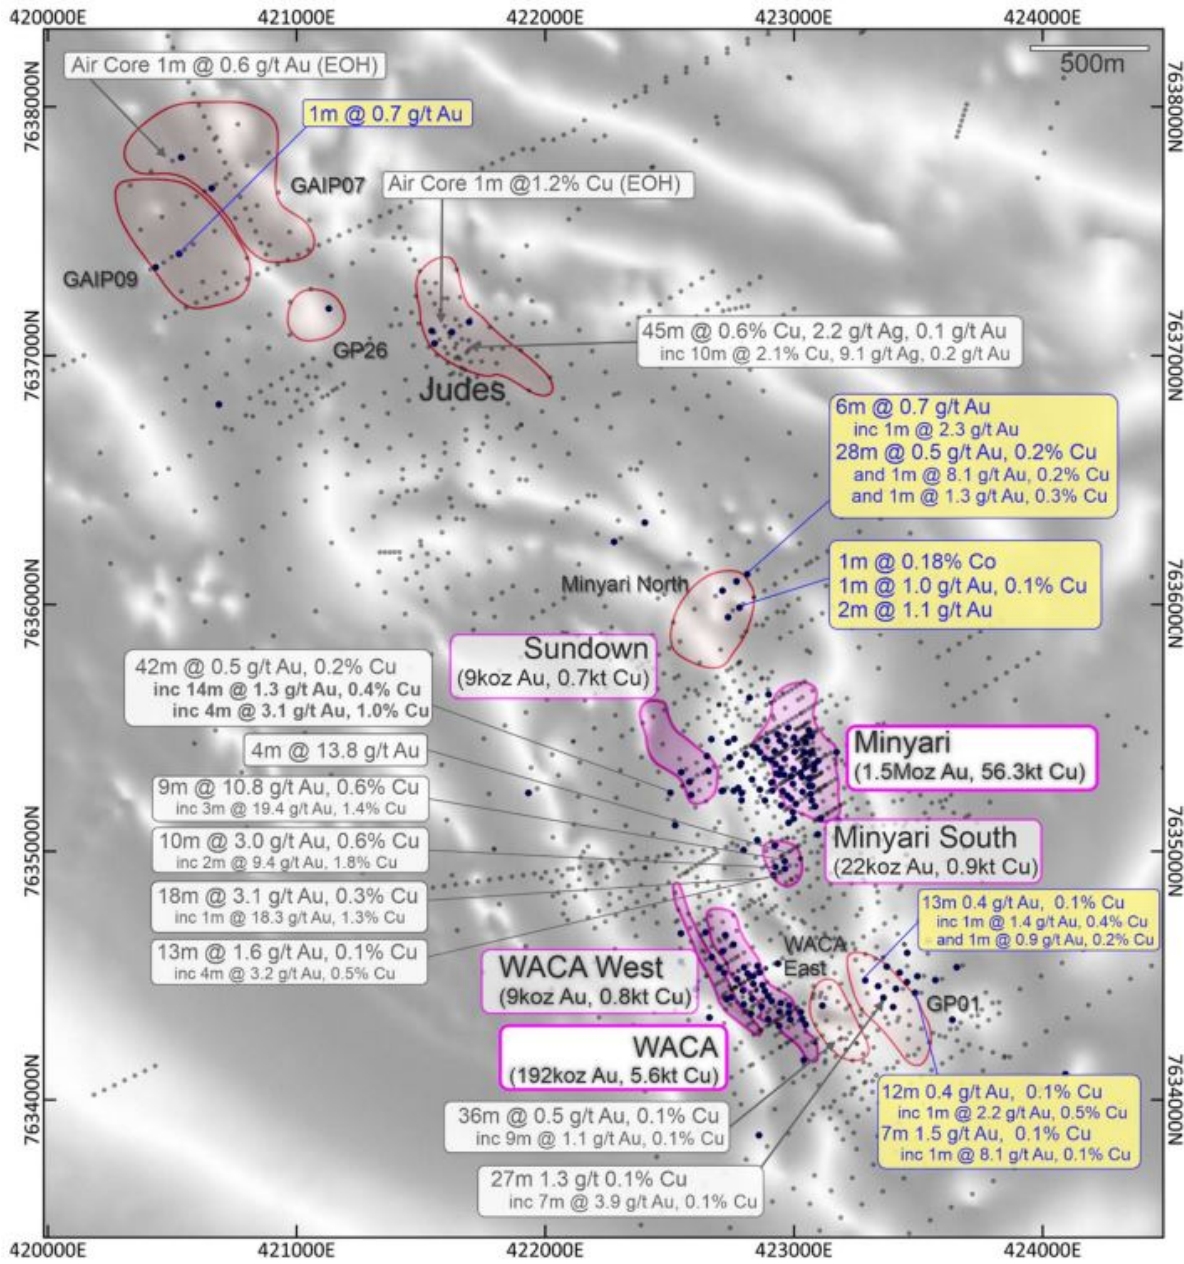 420000E
421000E
422000E
423000E
424000E
500m
7638000N
7638000N
Air Core 1m @ 0.6 g/t Au (EOH)
1m @ 0.7 g/t Au
GAIP07
Air Core 1m @1.2% Cu (EOH)
GAIP09
GP26
Judes
45m @ 0.6% Cu, 2.2 g/t Ag, 0.1 g/t Au
inc 10m @ 2.1% Cu, 9.1 g/t Ag, 0.2 g/t Au
7637000N
7637000N
6m @ 0.7 g/t Au
inc 1m @ 2.3 g/t Au
28m @ 0.5 g/t Au, 0.2% Cu
and 1m @ 8.1 g/t Au, 0.2% Cu
and 1m @ 1.3 g/t Au, 0.3% Cu
Minyari North
1m @ 0.18% Co
1m @ 1.0 g/t Au, 0.1% Cu
2m @ 1.1 g/t Au
7636000N
7636000N
Sundown
(9koz Au, 0.7kt Cu)
42m @ 0.5 g/t Au, 0.2% Cu
inc 14m @ 1.3 g/t Au, 0.4% Cu
inc 4m @ 3.1 g/t Au, 1.0% Cu
4m @ 13.8 g/t Au
9m @ 10.8 g/t Au, 0.6% Cu
inc 3m @ 19.4 g/t Au, 1.4% Cu
10m @ 3.0 g/t Au, 0.6% Cu
inc 2m @ 9.4 g/t Au, 1.8% Cu
18m @ 3.1 g/t Au, 0.3% Cu
inc 1m @ 18.3 g/t Au, 1.3% Cu
13m @ 1.6 g/t Au, 0.1% Cu
inc 4m @ 3.2 g/t Au, 0.5% Cu
Minyari
(1.5Moz Au, 56.3kt Cu)
Minyari South
(22koz Au, 0.9kt Cu)
7635000N
7635000N
13m 0.4 g/t Au, 0.1% Cu
inc 1m @ 1.4 g/t Au, 0.4% Cu
and 1m @ 0.9 g/t Au, 0.2% Cu
WACA
East
GP01
WACA West
(9koz Au, 0.8kt Cu)
WACA
(192koz Au, 5.6kt Cu)
36m @ 0.5 g/t Au, 0.1% Cu
inc 9m @ 1.1 g/t Au, 0.1% Cu
27m 1.3 g/t 0.1% Cu
inc 7m @ 3.9 g/t Au, 0.1% Cu
12m 0.4 g/t Au, 0.1% Cu
inc 1m @ 2.2 g/t Au, 0.5% Cu
7m 1.5 g/t Au, 0.1% Cu
inc 1m @ 8.1 g/t Au, 0.1% Cu
7634000N
7634000N
420000E
421000E
422000E
423000E
424000E